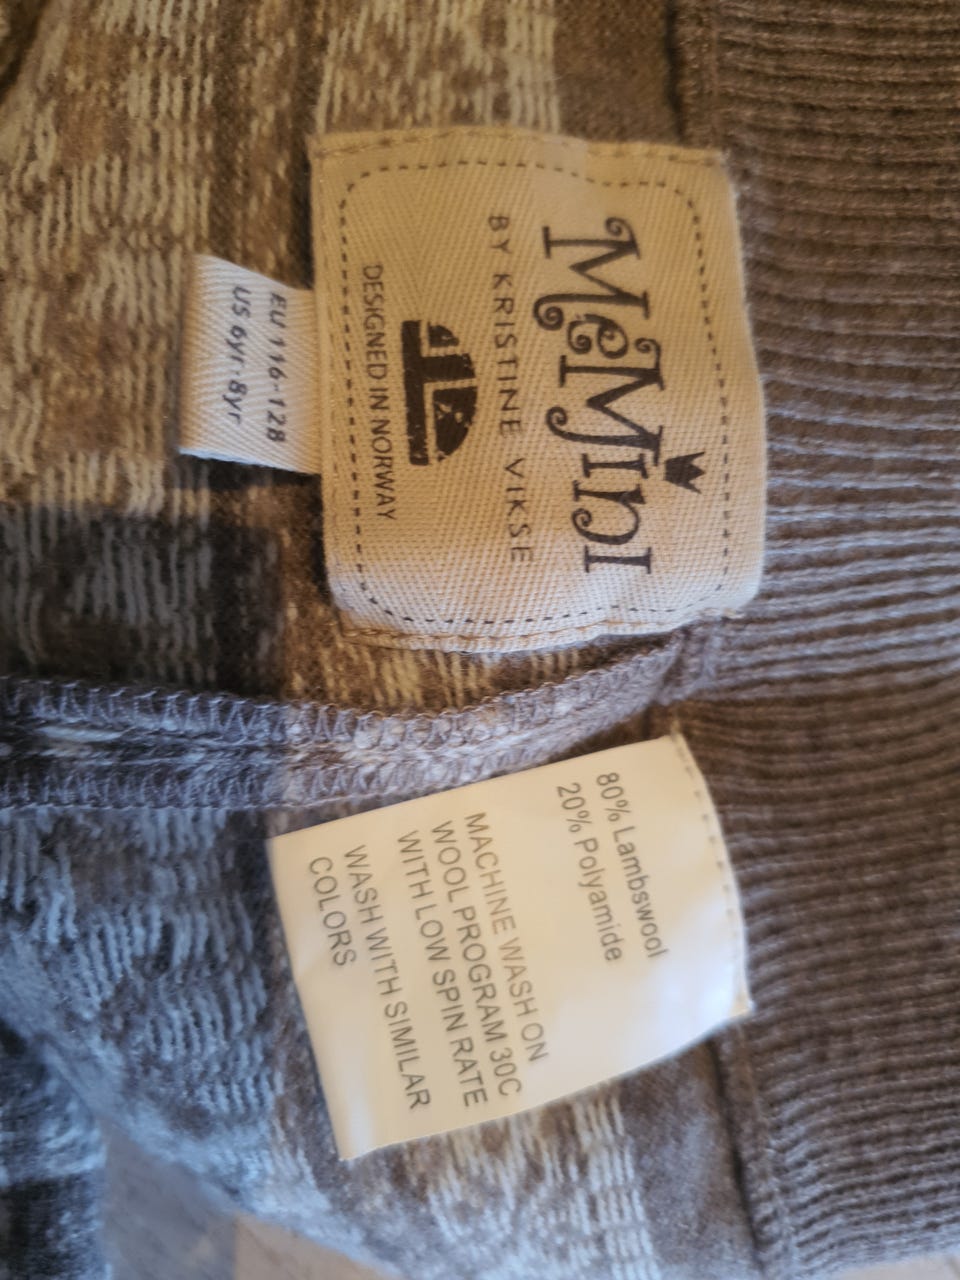 MeMini
BY KRISTINE VIKSE
DESIGNED IN NORWAY
EU 116-128
US 6yr-8yr
80% Lambswool
20% Polyamide
MACHINE WASH ON
WOOL PROGRAM 30C
WITH LOW SPIN RATE
WASH WITH SIMILAR
COLORS